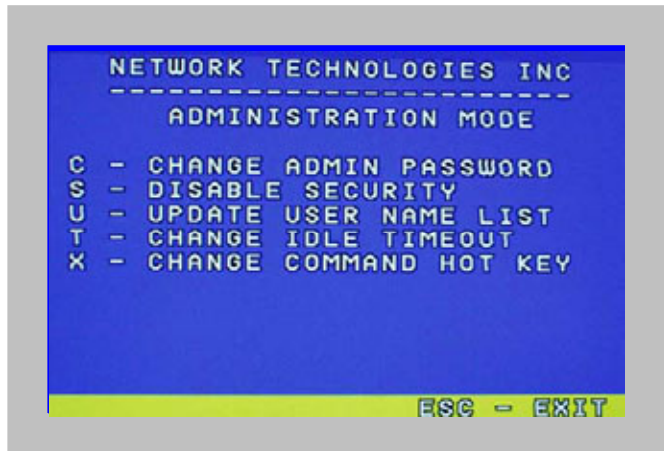 NETWORK TECHNOLOGIES INC
------------------------
ADMINISTRATION MODE
C - CHANGE ADMIN PASSWORD
S - DISABLE SECURITY
U - UPDATE USER NAME LIST
T - CHANGE IDLE TIMEOUT
X - CHANGE COMMAND HOT KEY
ESC - EXIT